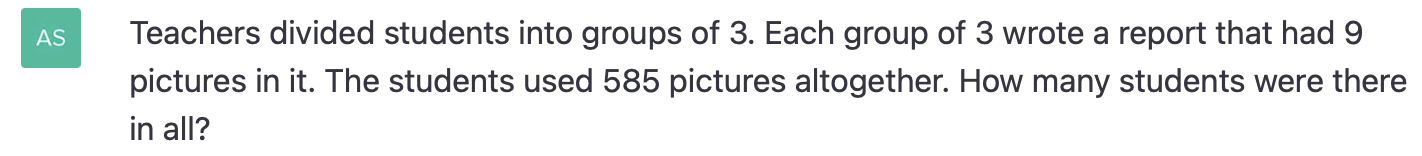 AS
Teachers divided students into groups of 3. Each group of 3 wrote a report that had 9
pictures in it. The students used 585 pictures altogether. How many students were there
in all?